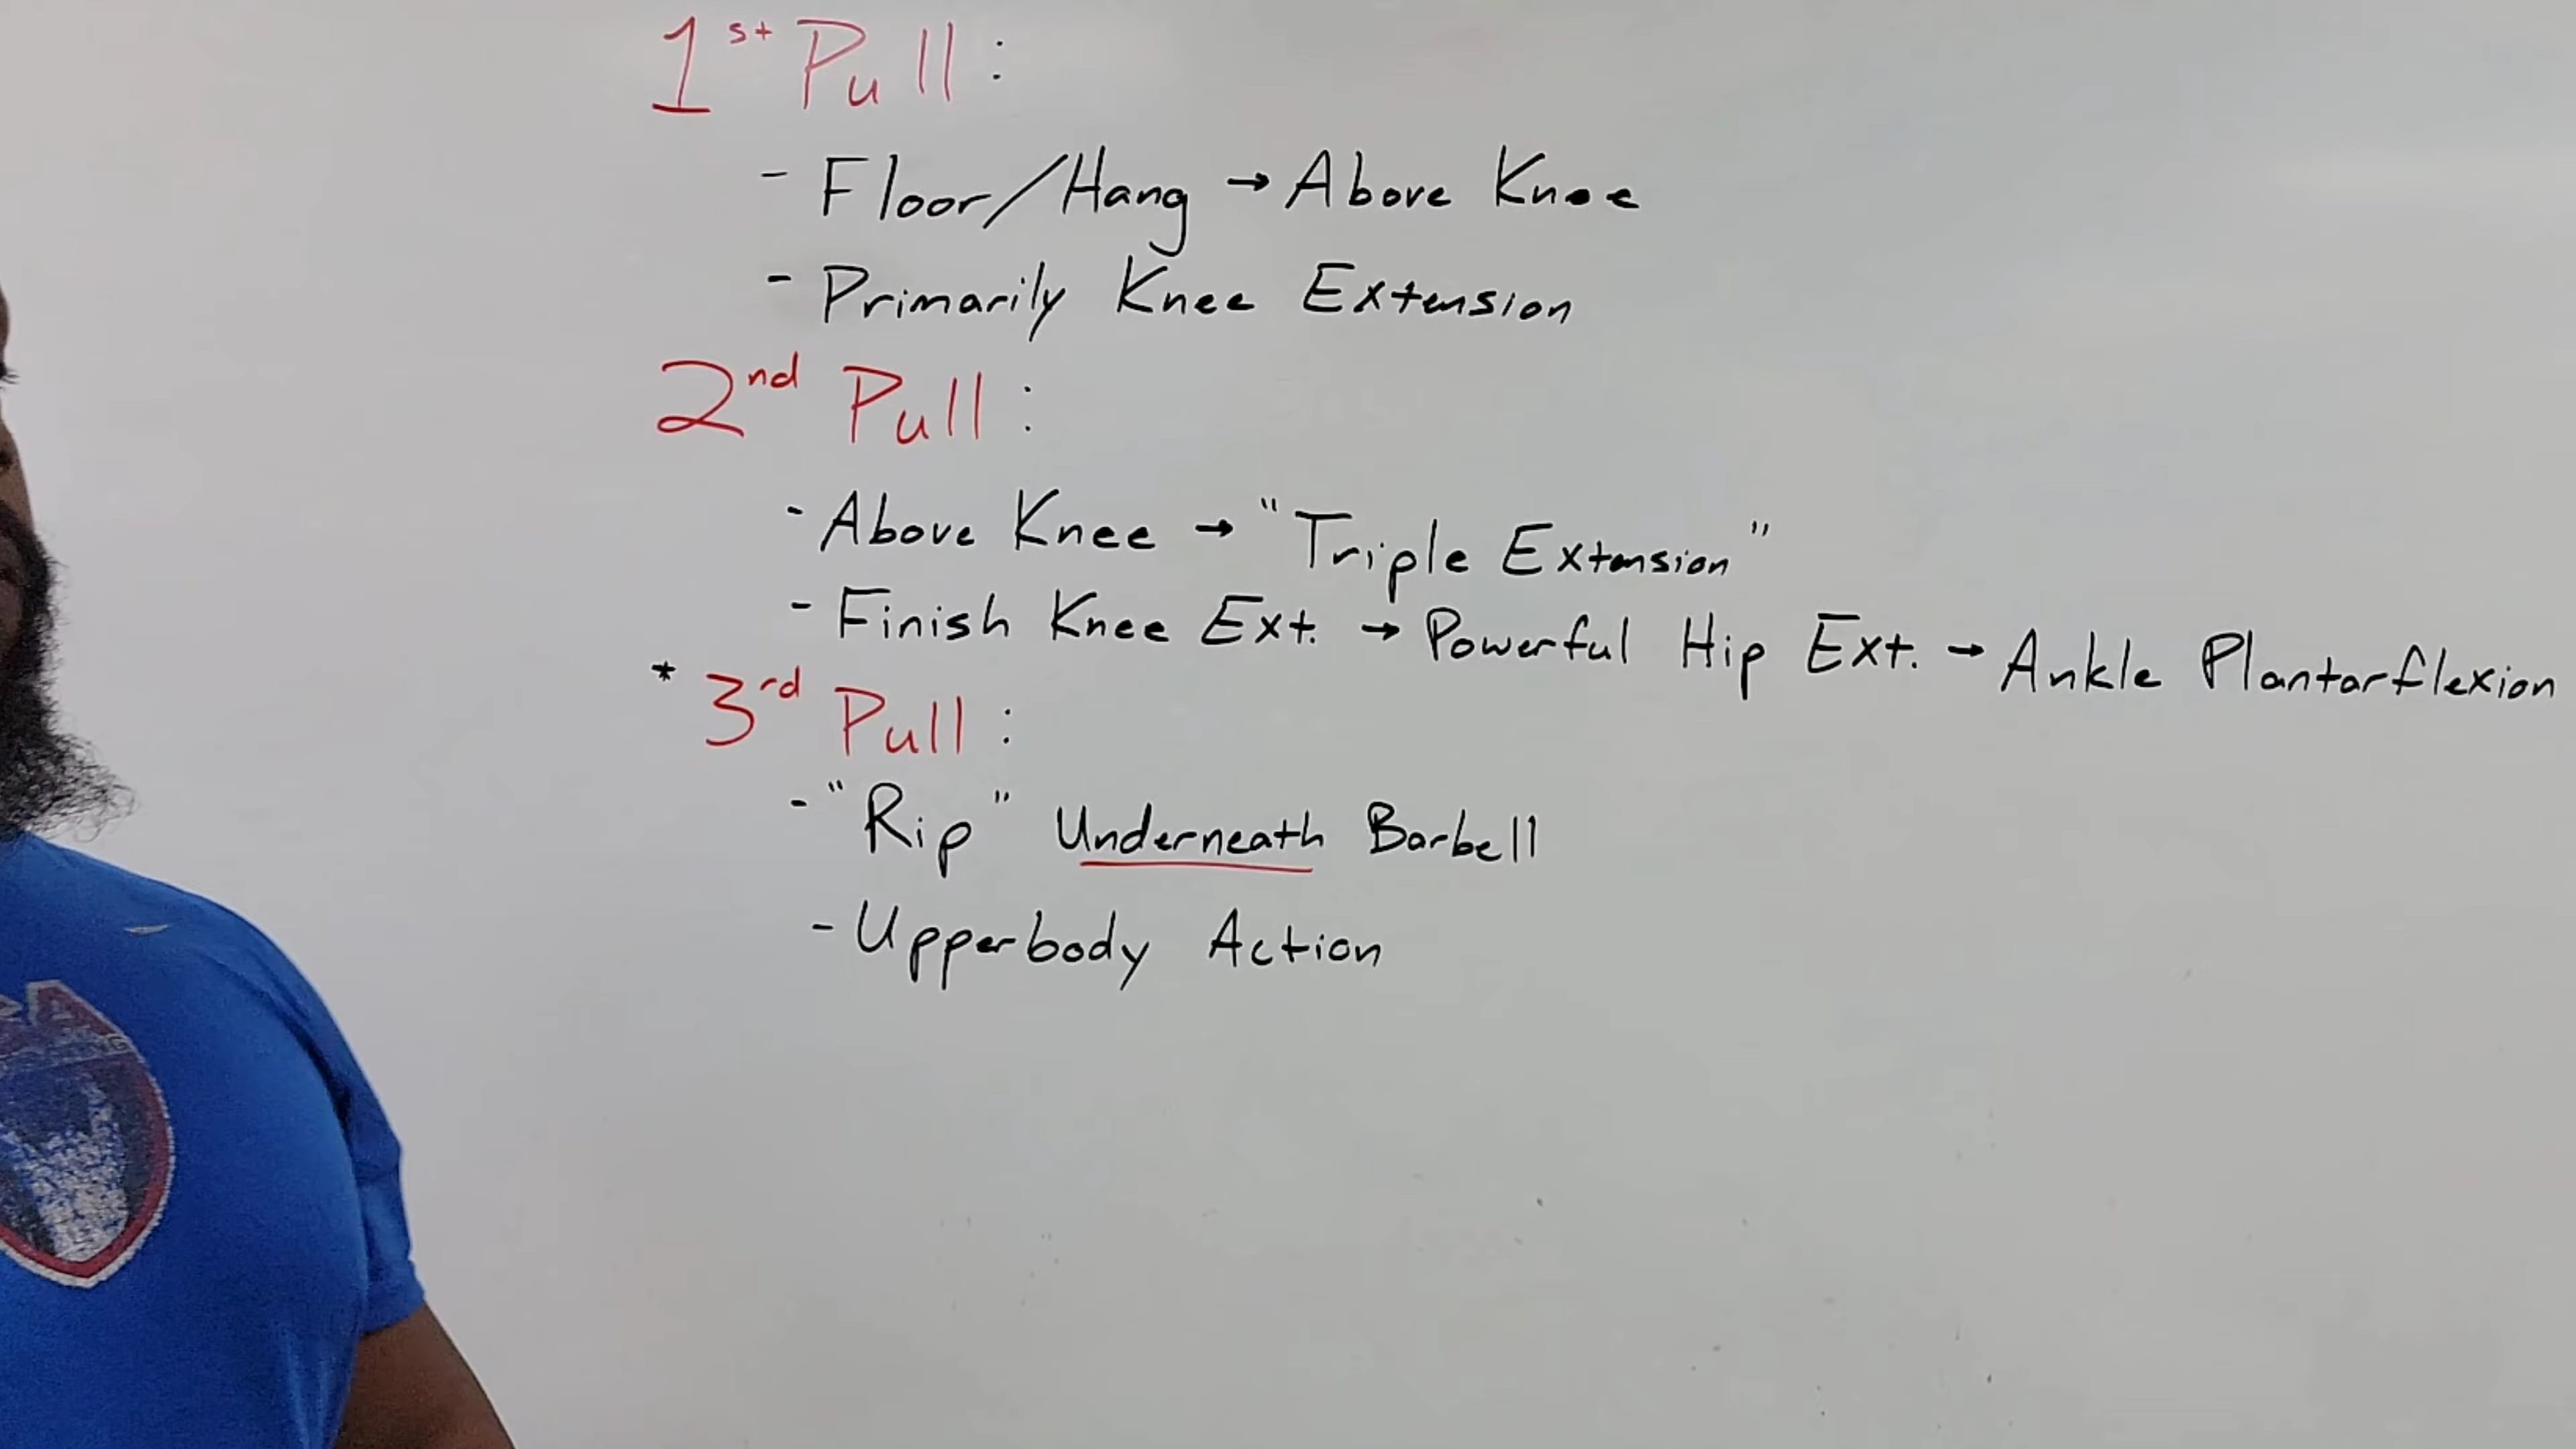 1st Pull:
- Floor/Hang → Above Knee
- Primarily Knee Extension
2nd Pull:
- Above Knee → "Triple Extension"
- Finish Knee Ext. → Powerful Hip Ext. → Ankle Plantarflexion
* 3rd Pull:
- "Rip" Underneath Barbell
- Upperbody Action